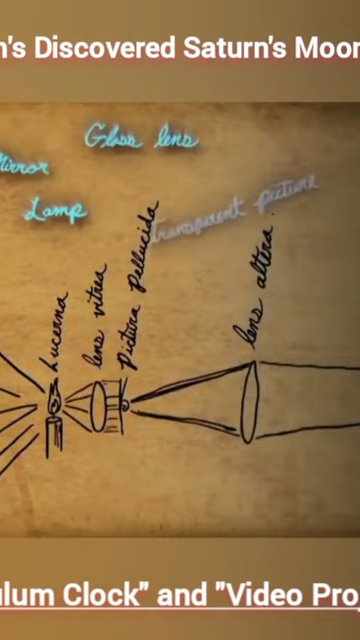 n's Discovered Saturn's Moon
Glass lens
Mirror
Lamp
transparent picture
Lucerna
lens vitrea
Pictura Pellucida
lens altera
ulum Clock" and "Video Proj